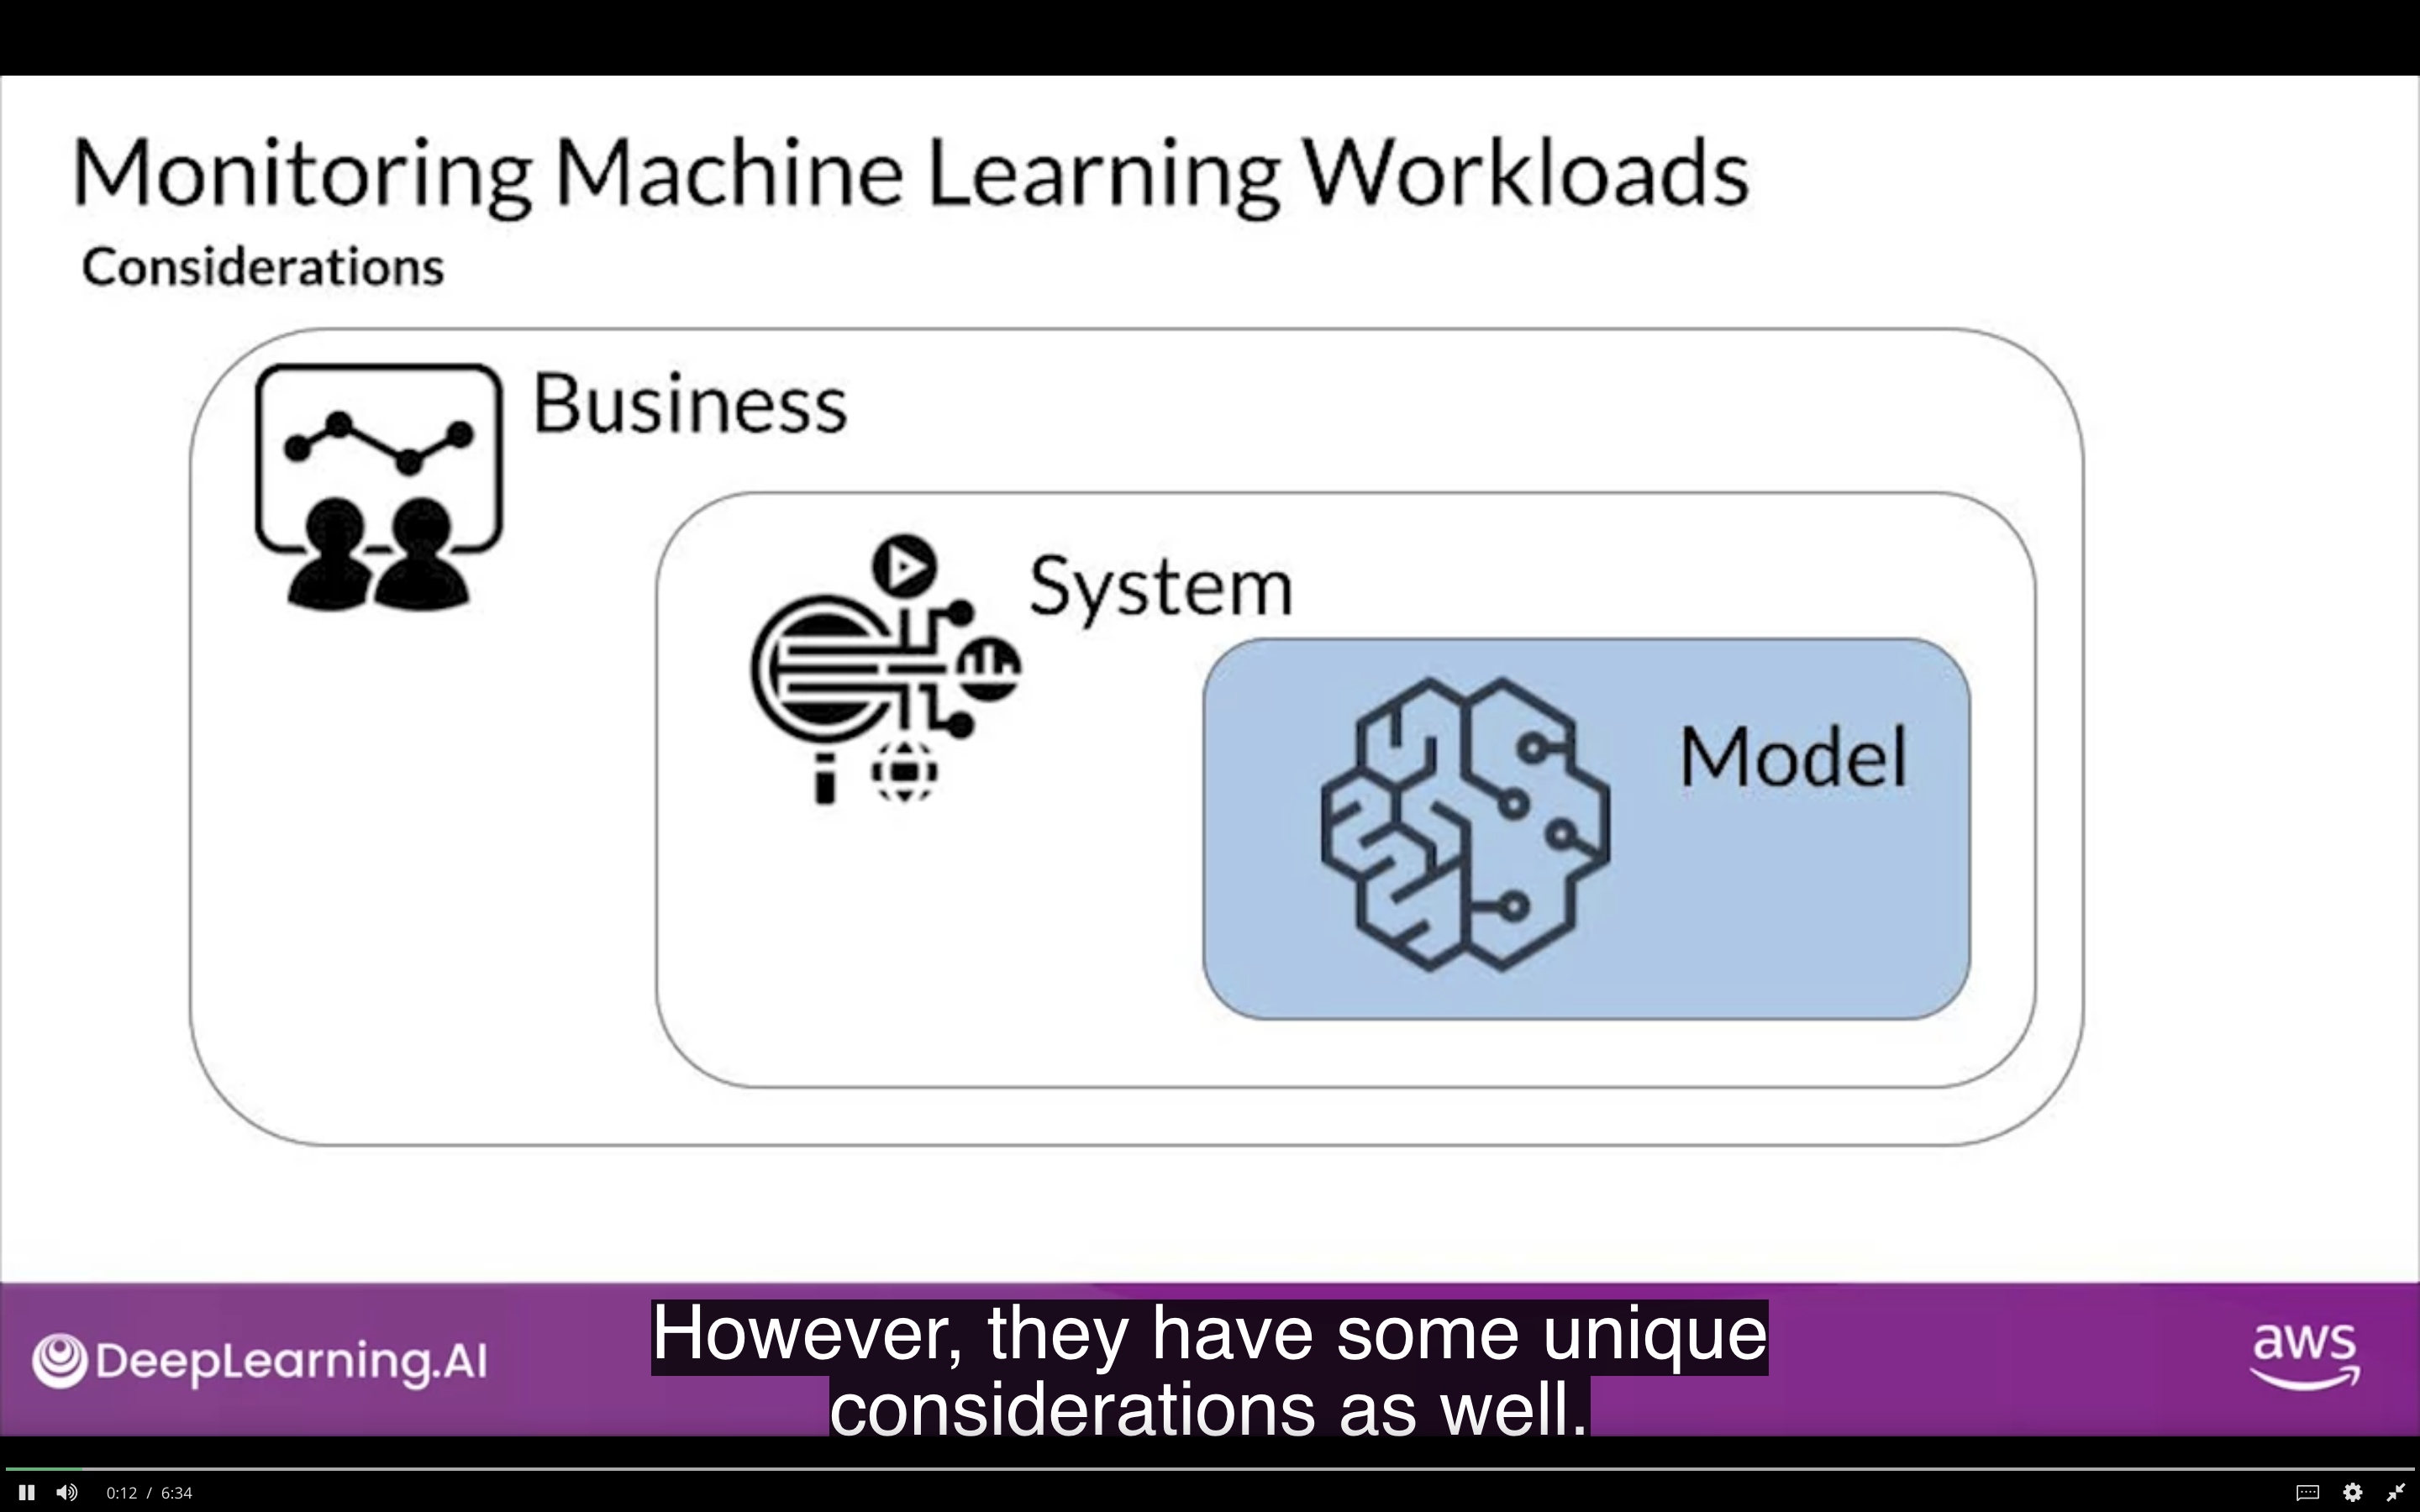 Monitoring Machine Learning Workloads
Considerations
Business
System
Model
DeepLearning.AI
aws
However, they have some unique
considerations as well.
0:12 / 6:34